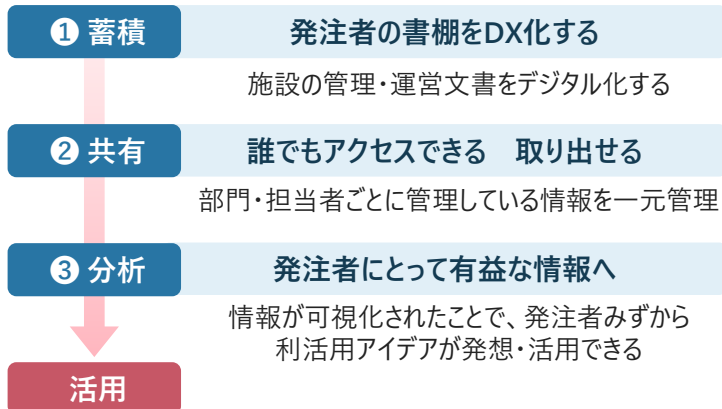 ❶ 蓄積 発注者の書棚をDX化する
施設の管理・運営文書をデジタル化する
❷ 共有 誰でもアクセスできる　取り出せる
部門・担当者ごとに管理している情報を一元管理
❸ 分析 発注者にとって有益な情報へ
情報が可視化されたことで、発注者みずから
利活用アイデアが発想・活用できる
活用